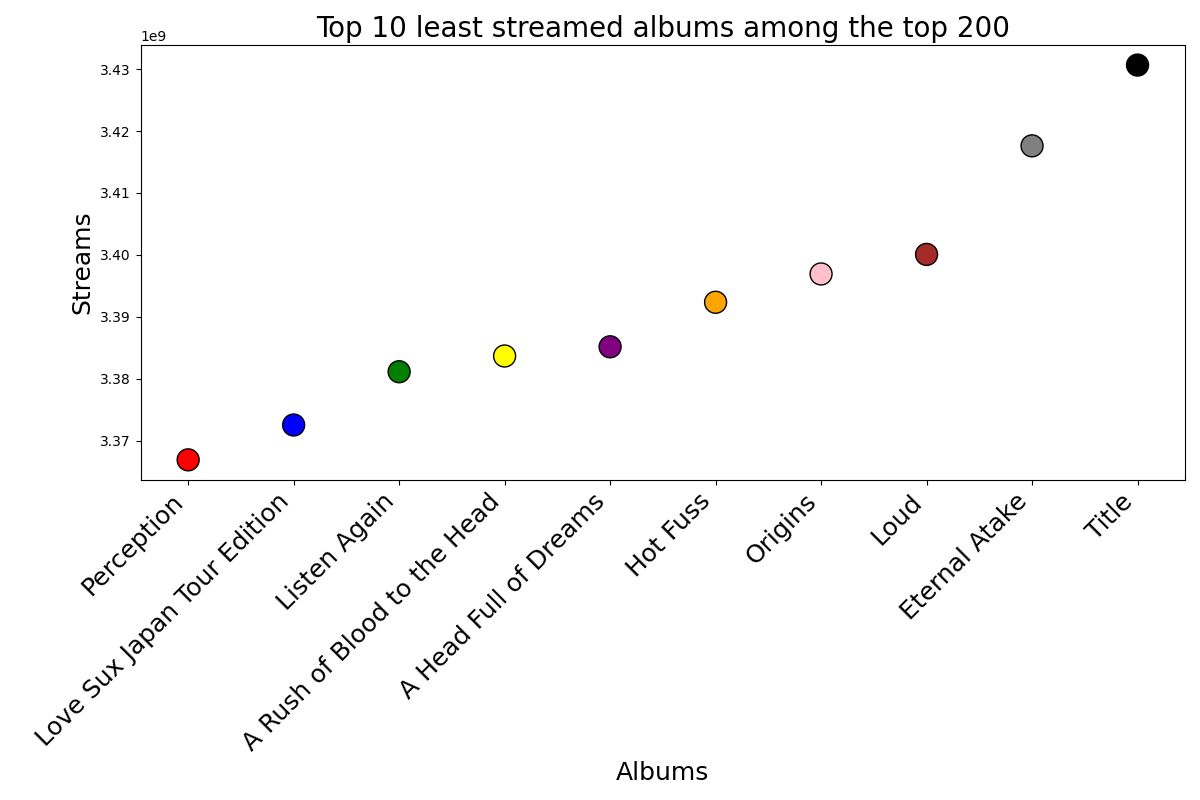 Top 10 least streamed albums among the top 200
1e9
3.43
3.42
3.41
3.40
3.39
3.38
3.37
Streams
Perception
Love Sux Japan Tour Edition
Listen Again
A Rush of Blood to the Head
A Head Full of Dreams
Hot Fuss
Origins
Loud
Eternal Atake
Title
Albums